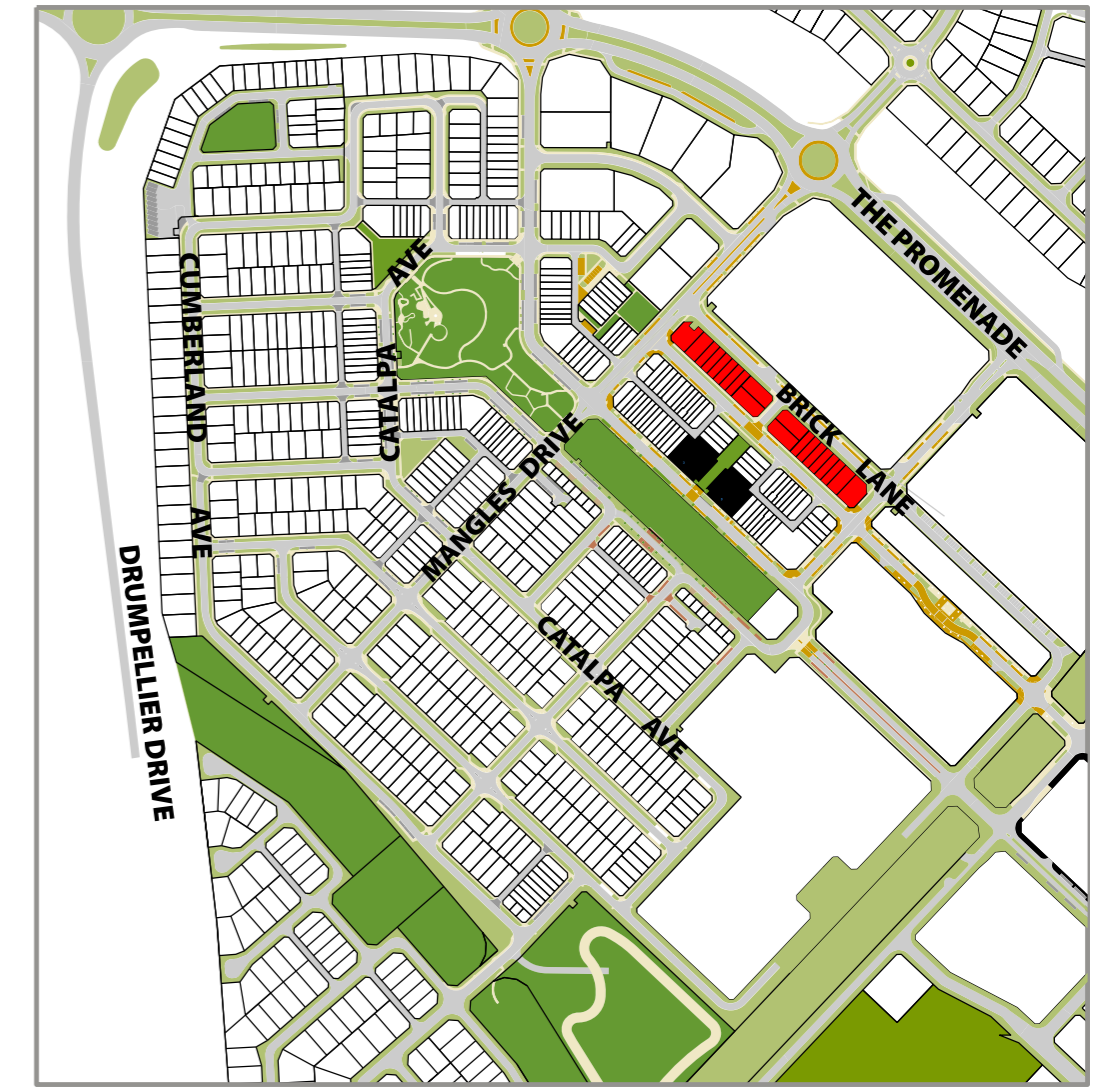 THE PROMENADE
AVE
CUMBERLAND
CATALPA
BRICK
LANE
MANGLES DRIVE
AVE
DRUMPELLIER DRIVE
CATALPA
AVE